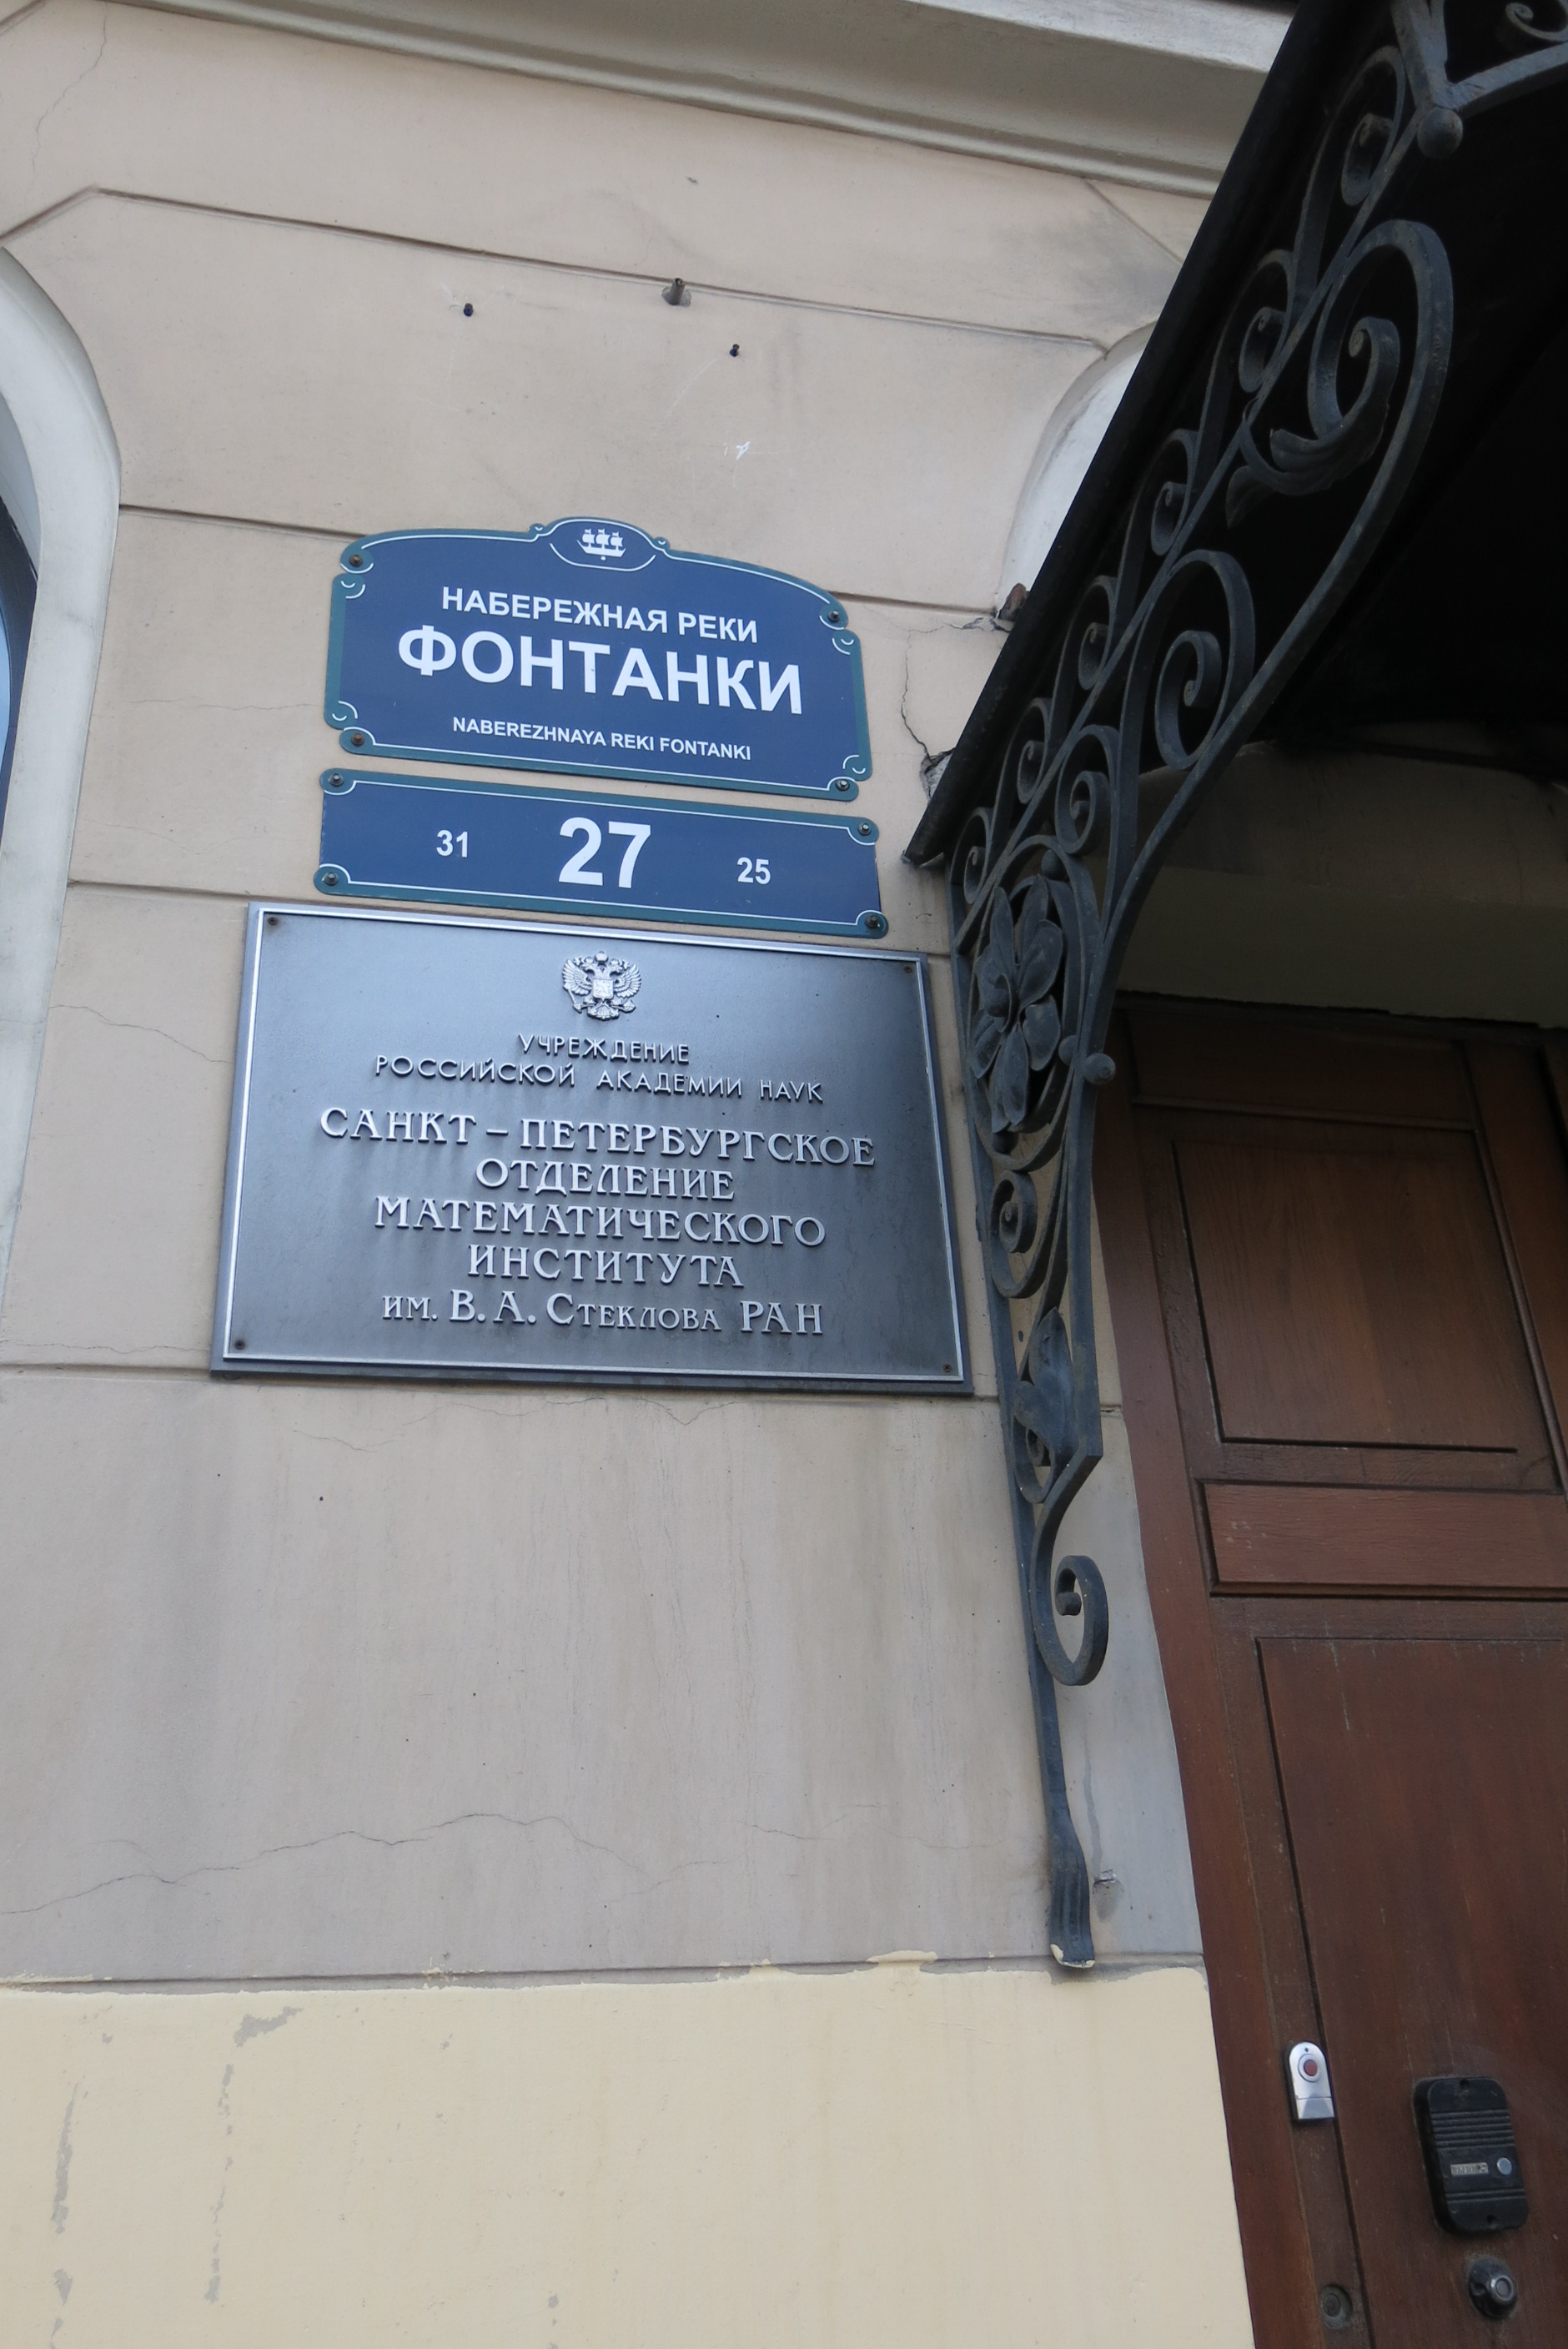 НАБЕРЕЖНАЯ РЕКИ
ФОНТАНКИ
NABEREZHNAYA REKI FONTANKI
31 27 25
УЧРЕЖДЕНИЕ
РОССИЙСКОЙ АКАДЕМИИ НАУК
САНКТ – ПЕТЕРБУРГСКОЕ
ОТДЕЛЕНИЕ
МАТЕМАТИЧЕСКОГО
ИНСТИТУТА
ИМ. В. А. СТЕКЛОВА РАН